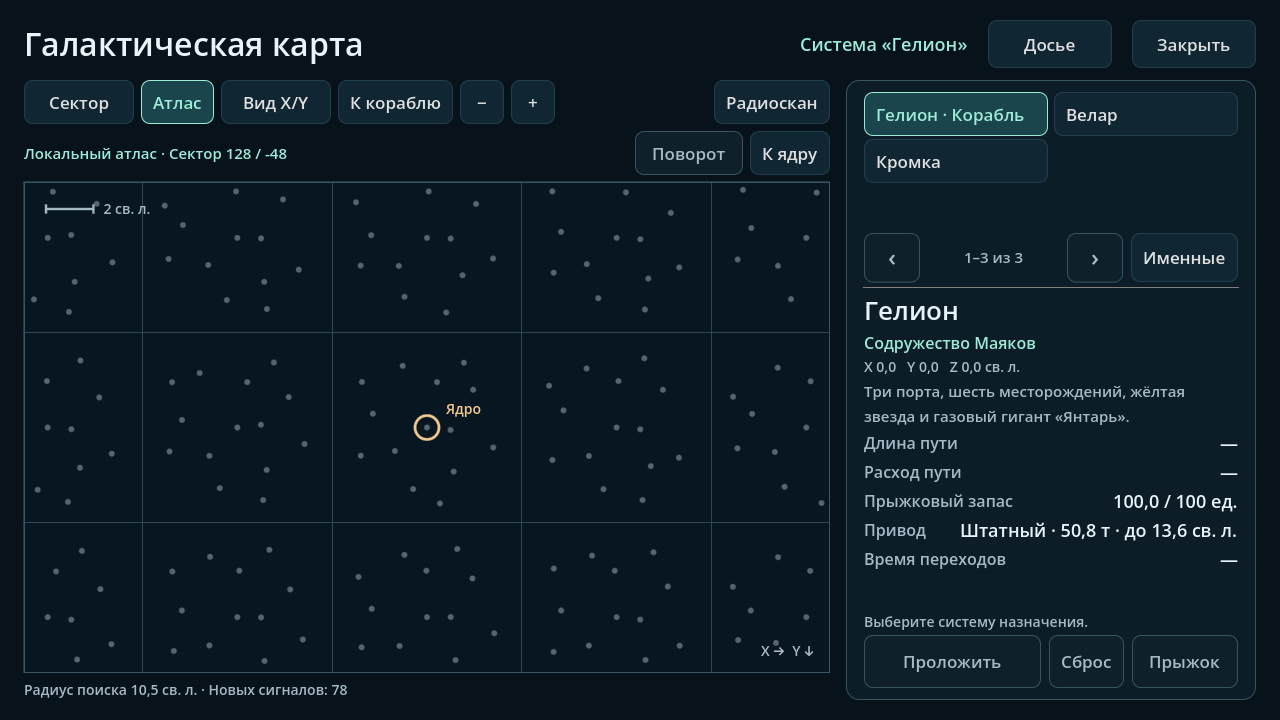 Галактическая карта
Система «Гелион»
Досье
Закрыть
Сектор
Атлас
Вид X/Y
К кораблю
−
+
Радиоскан
Локальный атлас · Сектор 128 / -48
Поворот
К ядру
2 св. л.
Ядро
X → Y ↓
Радиус поиска 10,5 св. л. · Новых сигналов: 78
Гелион · Корабль
Велар
Кромка
‹
1–3 из 3
›
Именные
Гелион
Содружество Маяков
X 0,0 Y 0,0 Z 0,0 св. л.
Три порта, шесть месторождений, жёлтая
звезда и газовый гигант «Янтарь».
Длина пути —
Расход пути —
Прыжковый запас 100,0 / 100 ед.
Привод Штатный · 50,8 т · до 13,6 св. л.
Время переходов —
Выберите систему назначения.
Проложить
Сброс
Прыжок